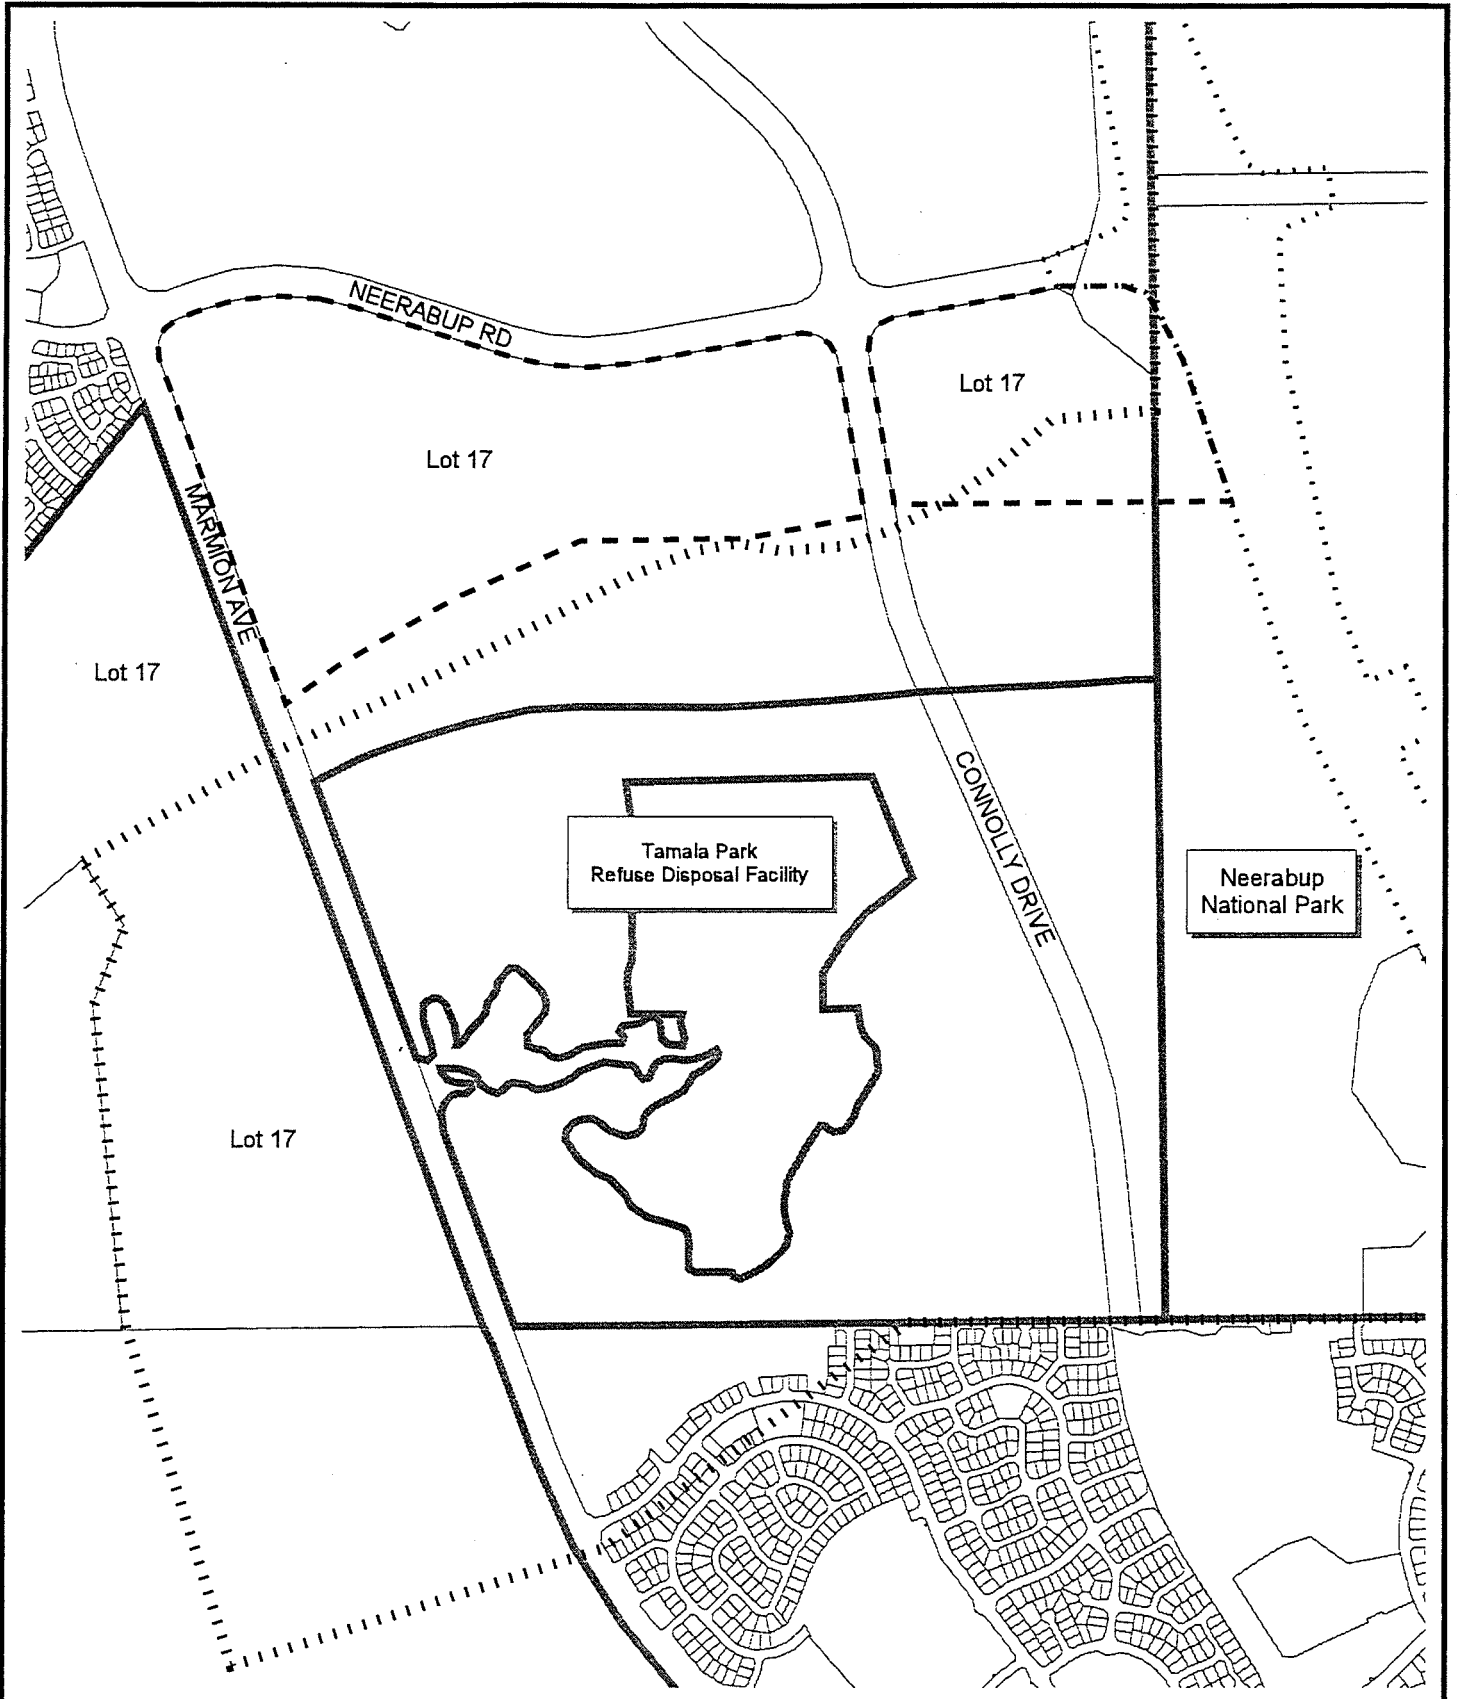 NEERABUP RD
Lot 17
Lot 17
MARMION AVE
Lot 17
CONNOLLY DRIVE
Tamala Park
Refuse Disposal Facility
Neerabup
National Park
Lot 17